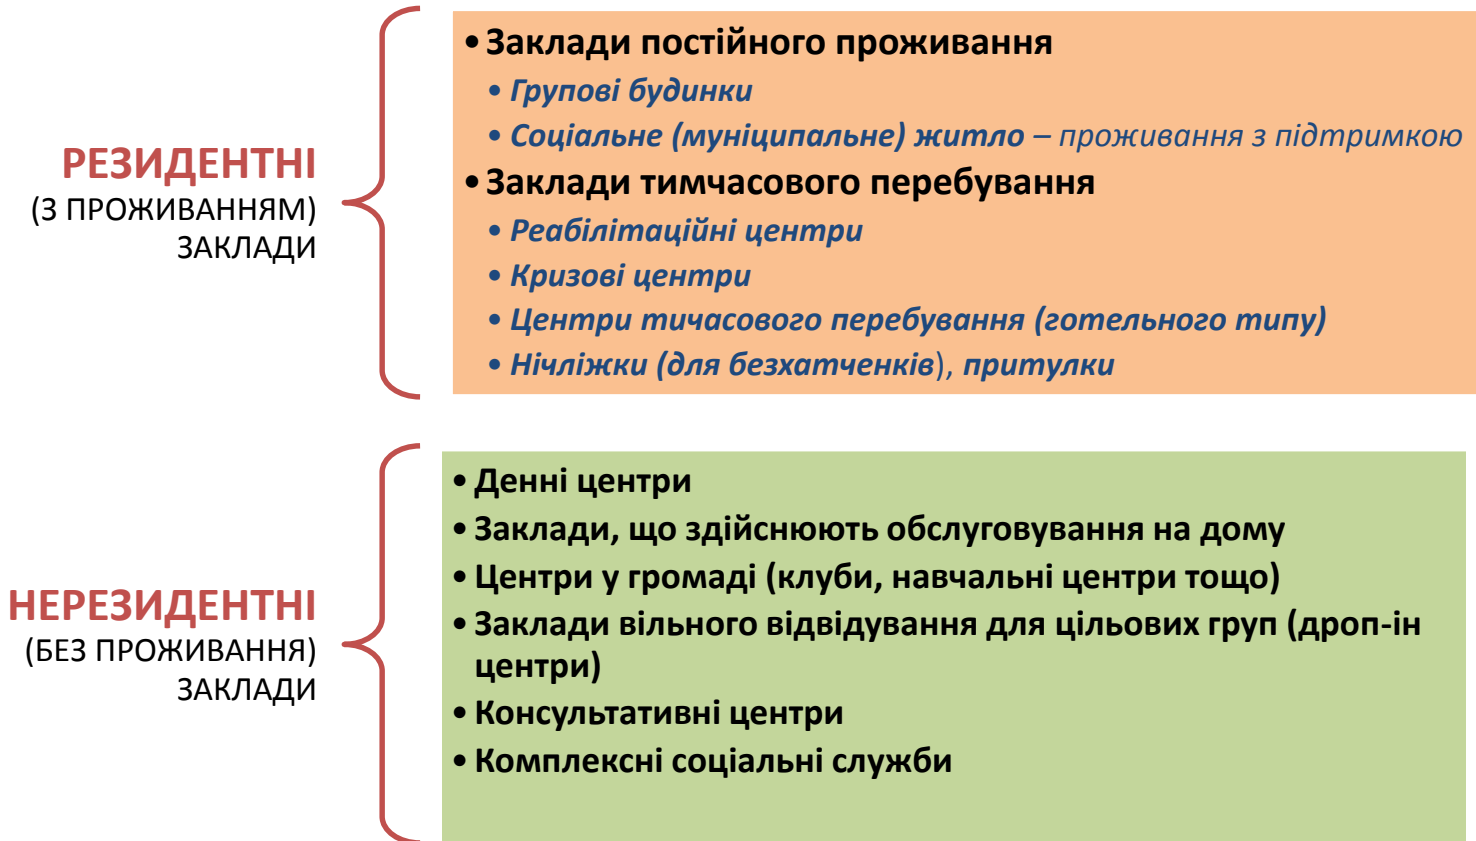 РЕЗИДЕНТНІ
(З ПРОЖИВАННЯМ)
ЗАКЛАДИ
• Заклади постійного проживання
• Групові будинки
• Соціальне (муніципальне) житло – проживання з підтримкою
• Заклади тимчасового перебування
• Реабілітаційні центри
• Кризові центри
• Центри тичасового перебування (готельного типу)
• Нічліжки (для безхатченків), притулки
НЕРЕЗИДЕНТНІ
(БЕЗ ПРОЖИВАННЯ)
ЗАКЛАДИ
• Денні центри
• Заклади, що здійснюють обслуговування на дому
• Центри у громаді (клуби, навчальні центри тощо)
• Заклади вільного відвідування для цільових груп (дроп-ін
центри)
• Консультативні центри
• Комплексні соціальні служби